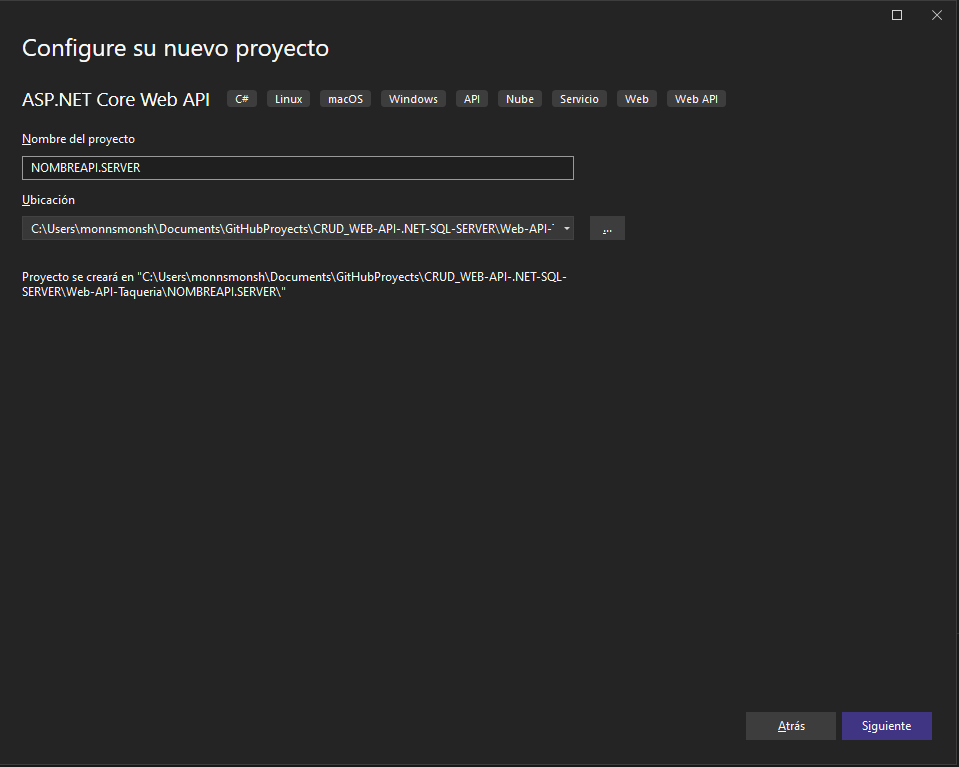 Configure su nuevo proyecto
ASP.NET Core Web API C# Linux macOS Windows API Nube Servicio Web Web API
Nombre del proyecto
NOMBREAPI.SERVER
Ubicación
C:\Users\monnsmonsh\Documents\GitHubProyects\CRUD_WEB-API-.NET-SQL-SERVER\Web-API-
...
Proyecto se creará en "C:\Users\monnsmonsh\Documents\GitHubProyects\CRUD_WEB-API-.NET-SQL-
SERVER\Web-API-Taqueria\NOMBREAPI.SERVER\"
Atrás Siguiente